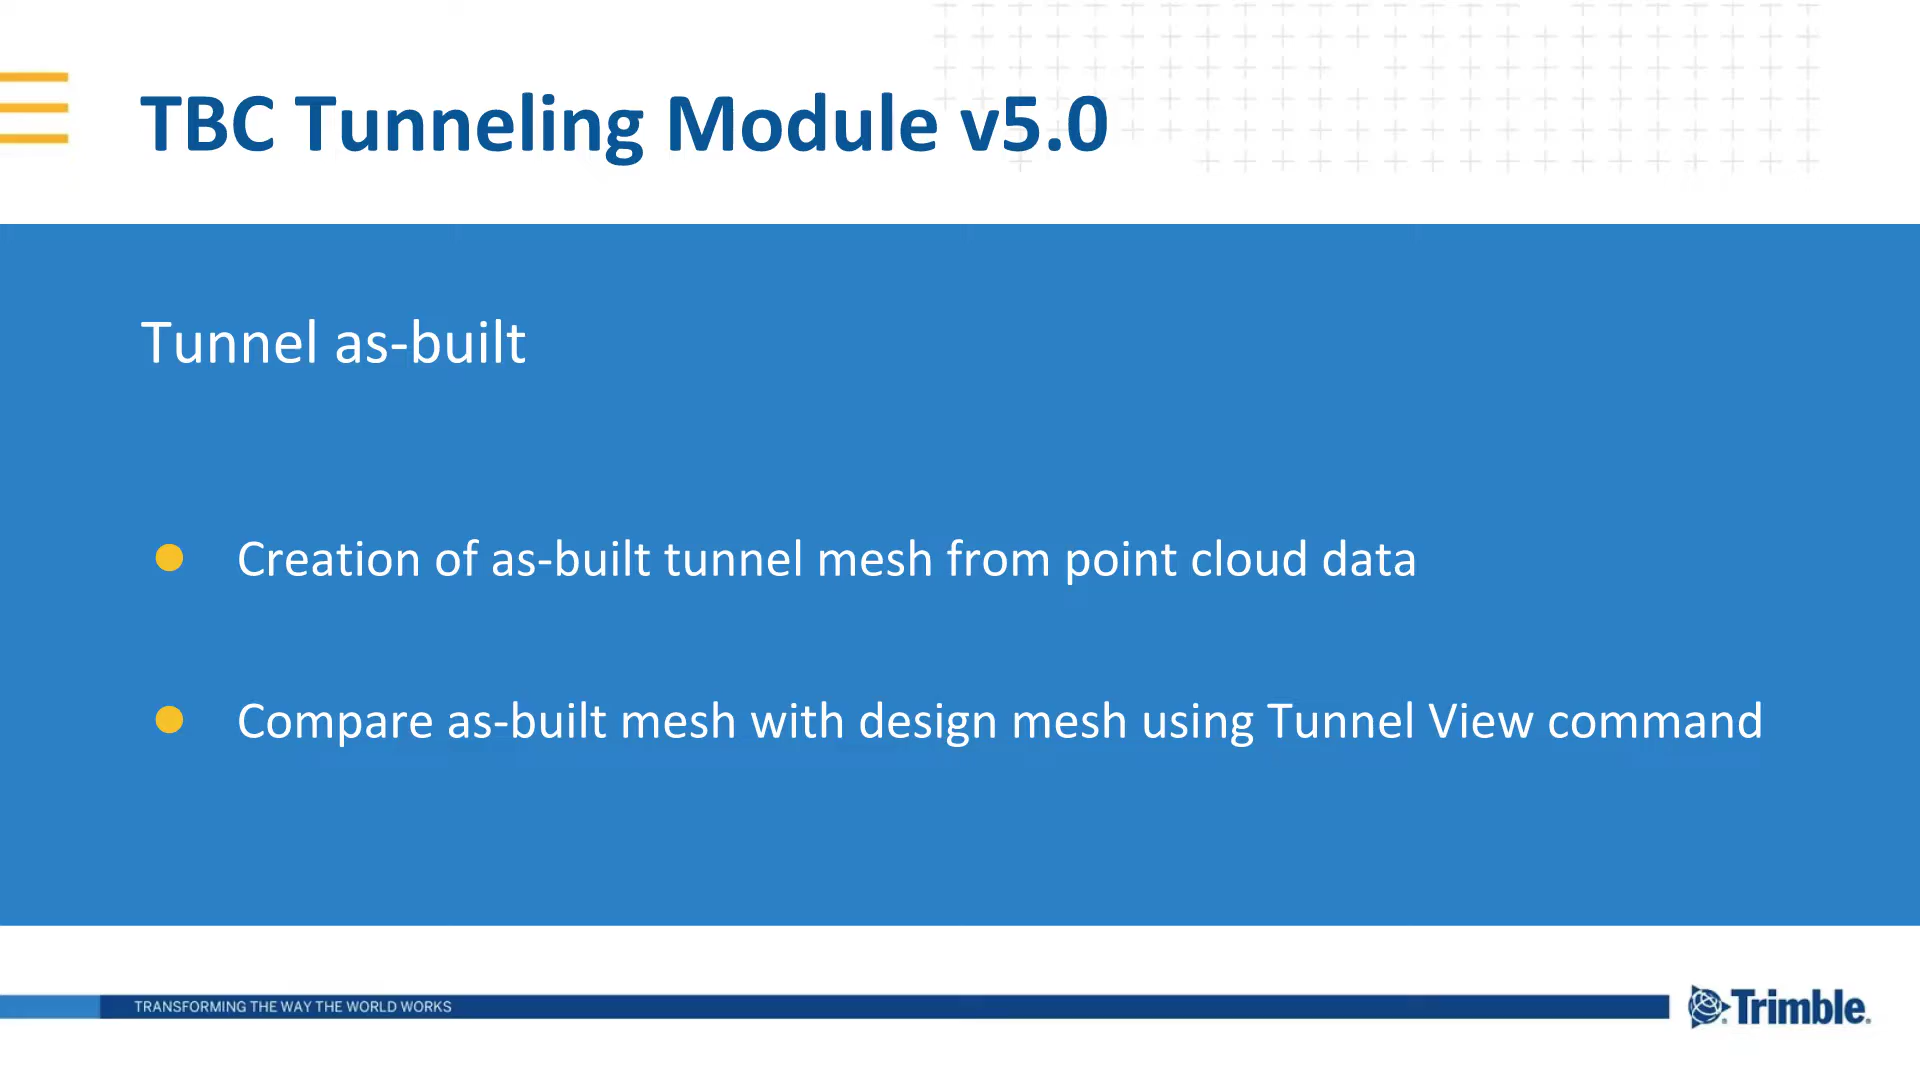 TBC Tunneling Module v5.0
Tunnel as-built
Creation of as-built tunnel mesh from point cloud data
Compare as-built mesh with design mesh using Tunnel View command
TRANSFORMING THE WAY THE WORLD WORKS
Trimble